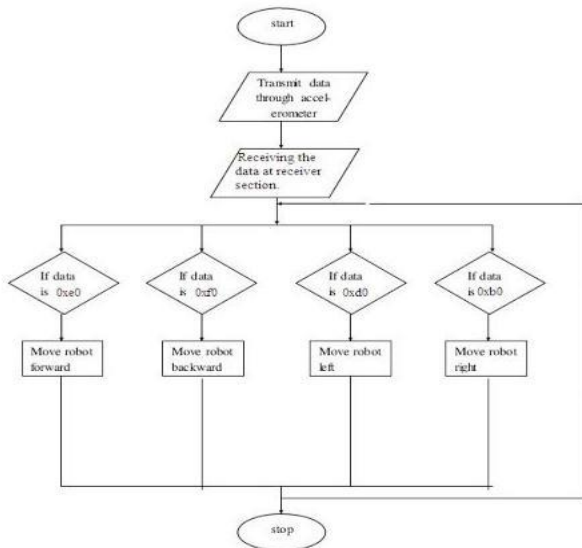 start
Transmit data
through accel-
erometer
Receiving the
data at receiver
section.
If data
is 0xe0
If data
is 0xf0
If data
is 0xd0
If data
is 0xb0
Move robot
forward
Move robot
backward
Move robot
left
Move robot
right
stop